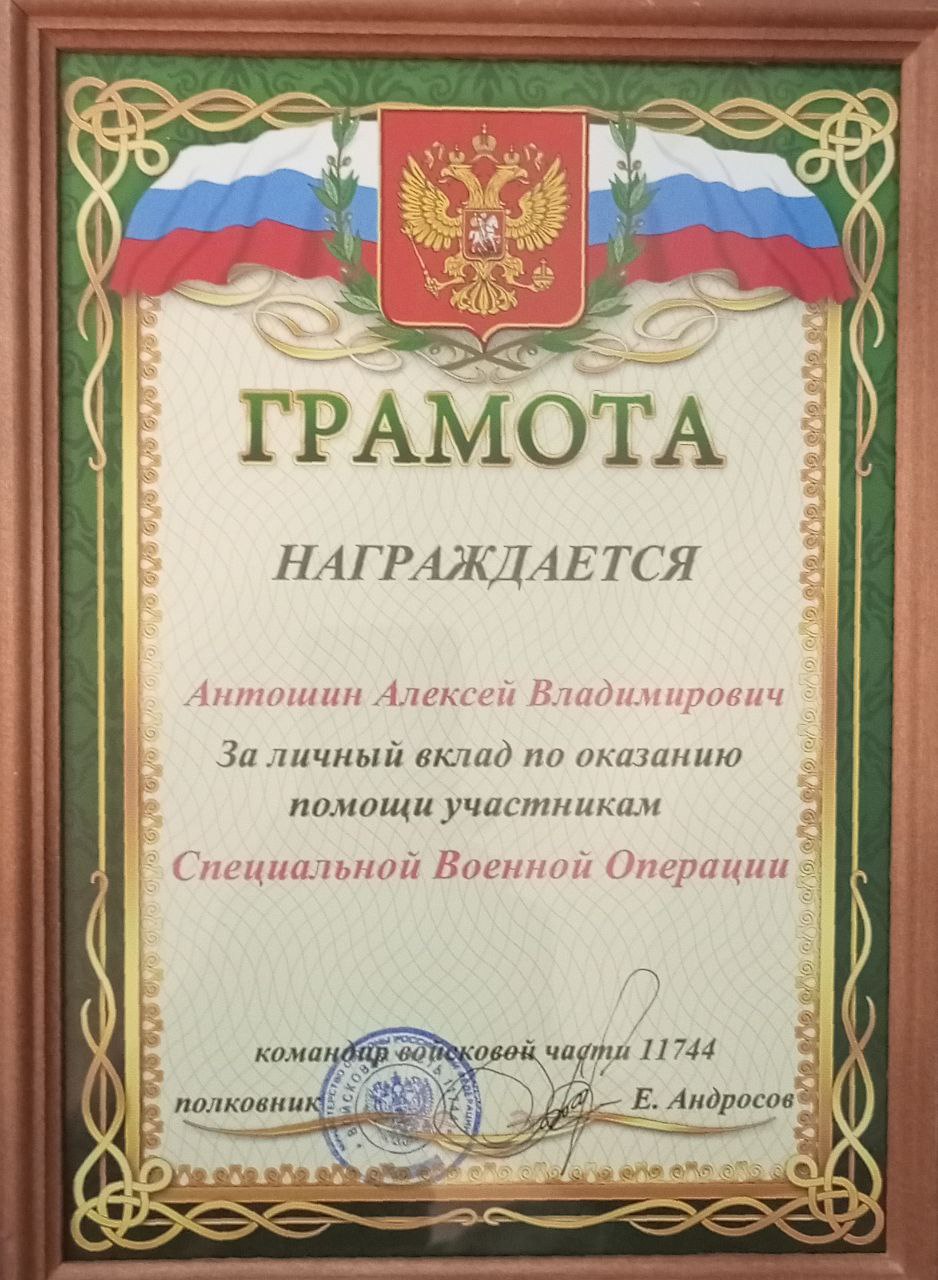 ГРАМОТА
НАГРАЖДАЕТСЯ
Антошин Алексей Владимирович
За личный вклад по оказанию
помощи участникам
Специальной Военной Операции
командир войсковой части 11744
полковник Е. Андросов